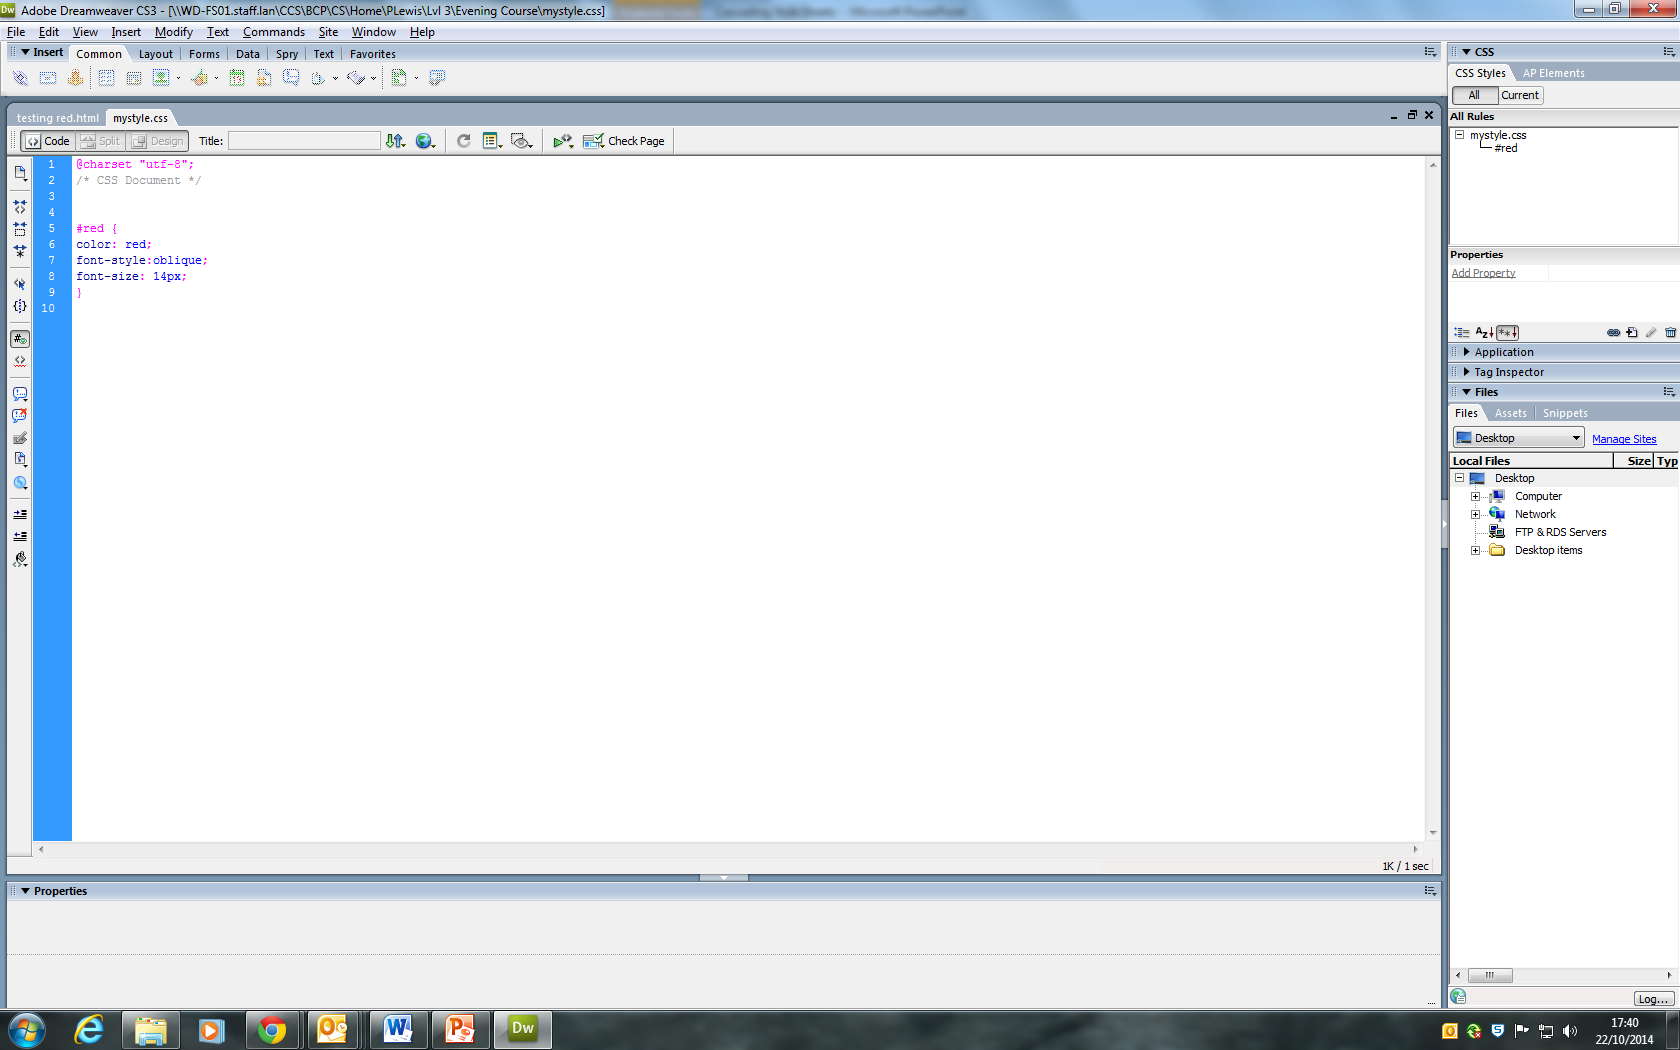 Dw Adobe Dreamweaver CS3 - [\\WD-FS01.staff.lan\CCS\BCP\CS\Home\PLewis\Lvl 3\Evening Course\mystyle.css]
File Edit View Insert Modify Text Commands Site Window Help
Insert Common Layout Forms Data Spry Text Favorites
testing red.html mystyle.css
Code Split Design Title: Check Page
1 @charset "utf-8";
2 /* CSS Document */
3
4
5 #red {
6 color: red;
7 font-style:oblique;
8 font-size: 14px;
9 }
10
1K / 1 sec
Properties
CSS
CSS Styles AP Elements
All Current
All Rules
mystyle.css
#red
Properties
Add Property
Application
Tag Inspector
Files
Files Assets Snippets
Desktop Manage Sites
Local Files Size Typ
Desktop
Computer
Network
FTP & RDS Servers
Desktop items
Log...
Dw
17:40
22/10/2014